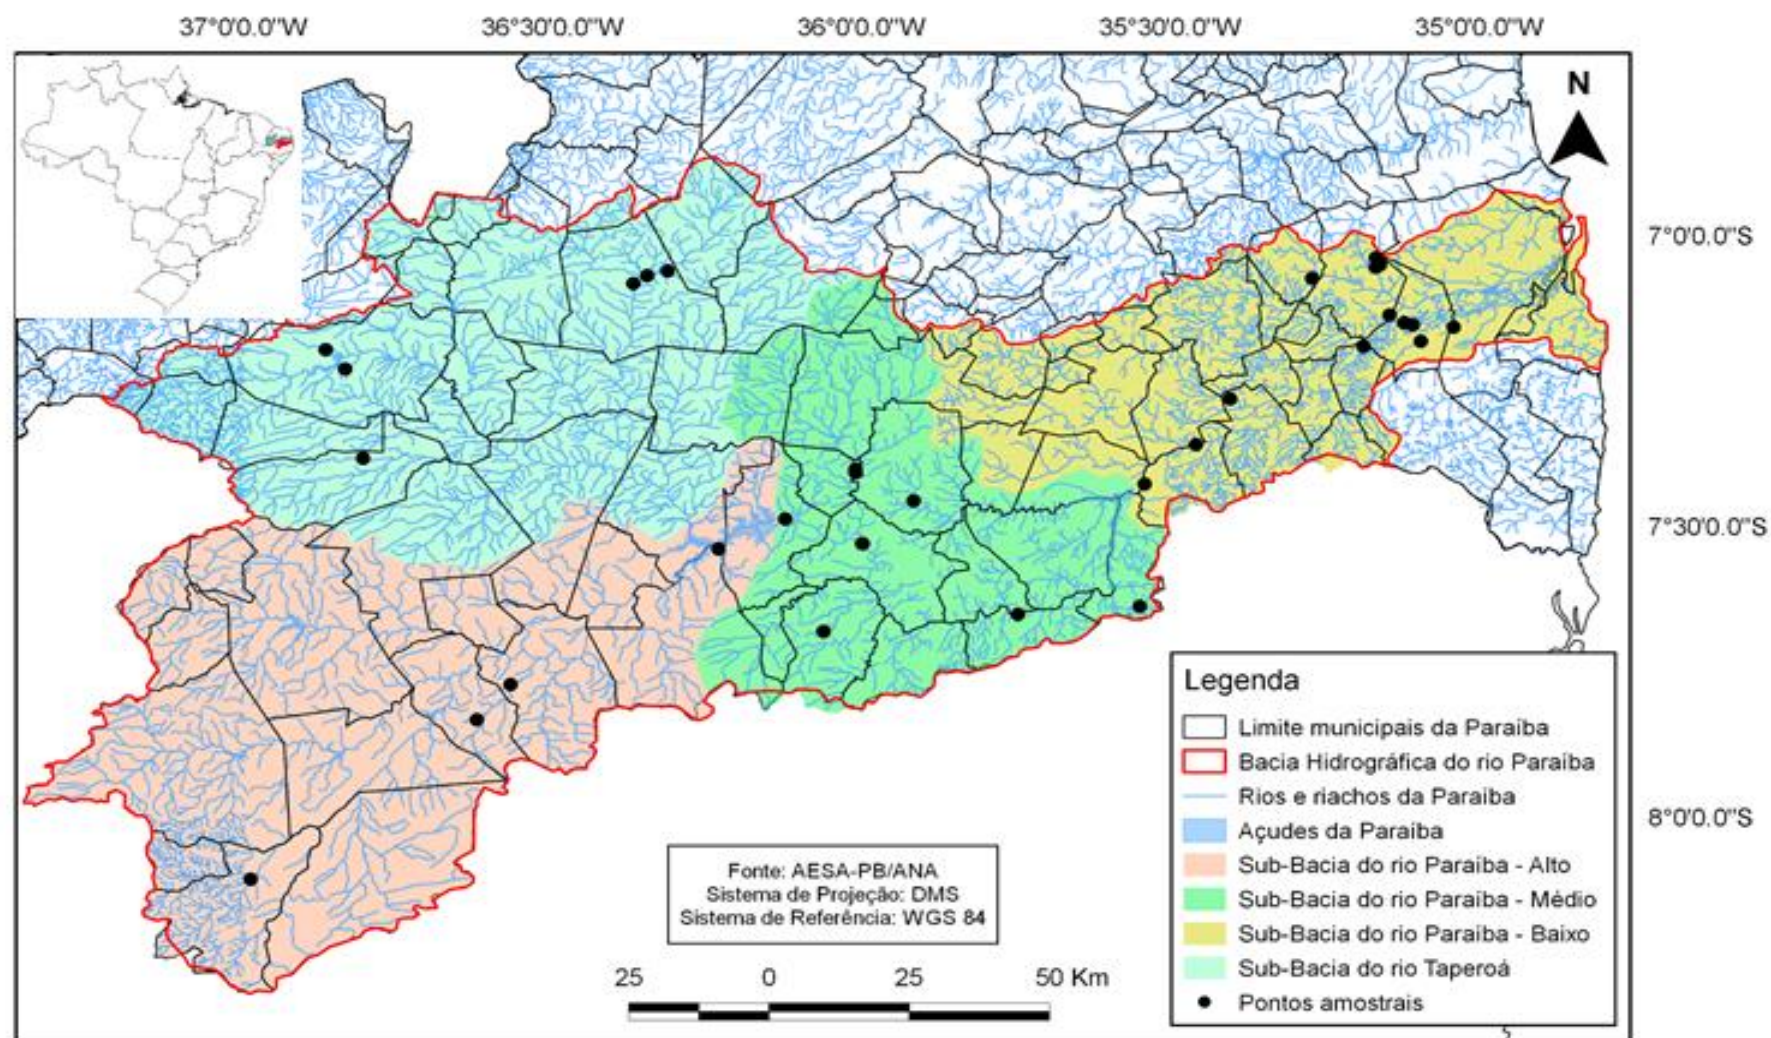 37°0'0.0"W
36°30'0.0"W
36°0'0.0"W
35°30'0.0"W
35°0'0.0"W
N
7°0'0.0"S
7°30'0.0"S
8°0'0.0"S
Legenda
Limite municipais da Paraíba
Bacia Hidrográfica do rio Paraíba
Rios e riachos da Paraíba
Açudes da Paraíba
Sub-Bacia do rio Paraíba - Alto
Sub-Bacia do rio Paraíba - Médio
Sub-Bacia do rio Paraíba - Baixo
Sub-Bacia do rio Taperoá
Pontos amostrais
Fonte: AESA-PB/ANA
Sistema de Projeção: DMS
Sistema de Referência: WGS 84
25 0 25 50 Km